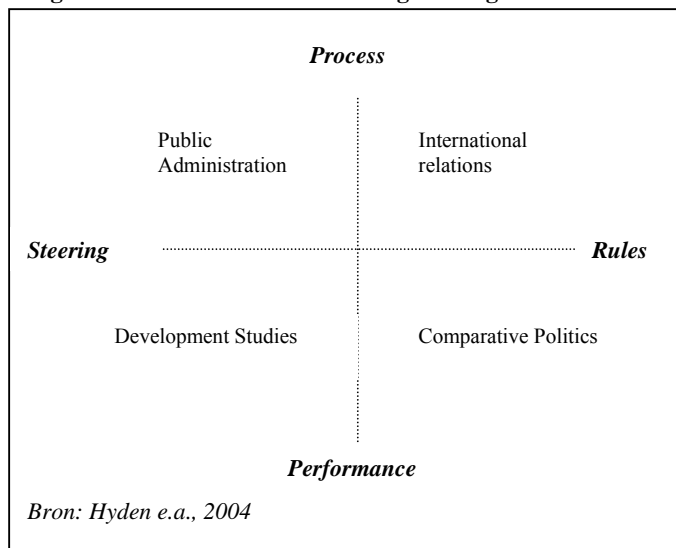 Process
Public
Administration
International
relations
Steering
Rules
Development Studies
Comparative Politics
Performance
Bron: Hyden e.a., 2004